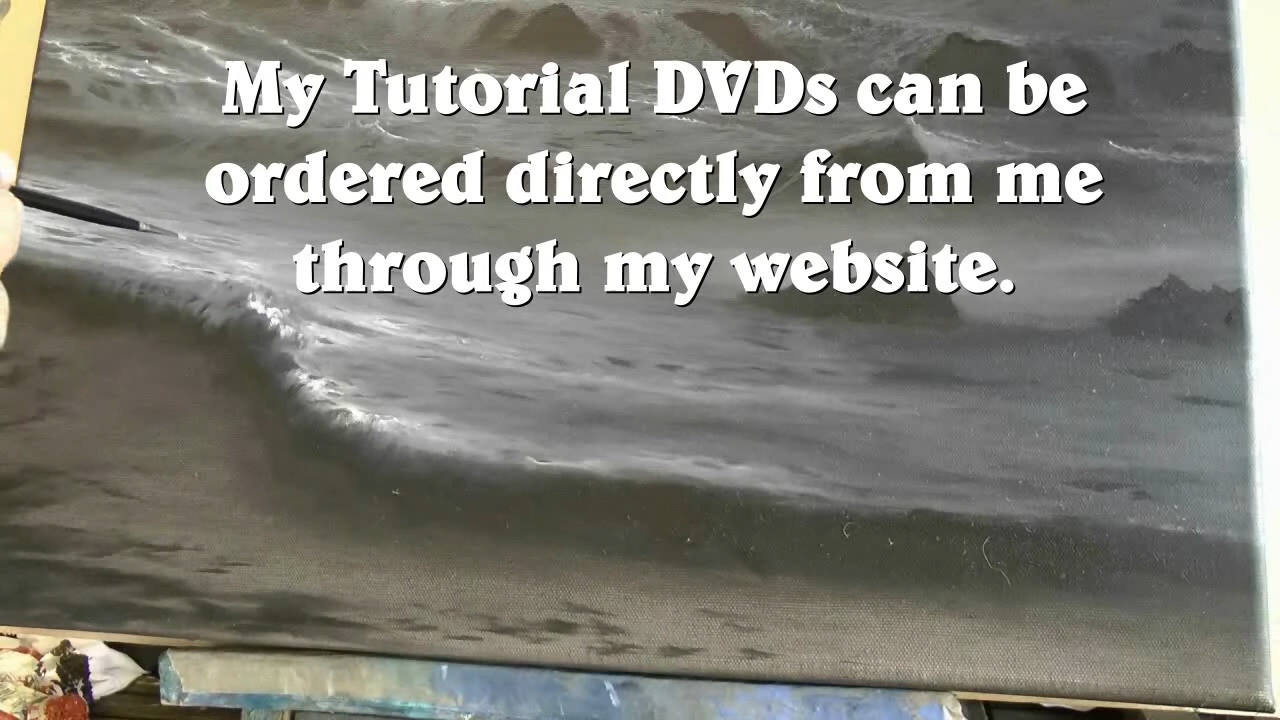 My Tutorial DVDs can be
ordered directly from me
through my website.